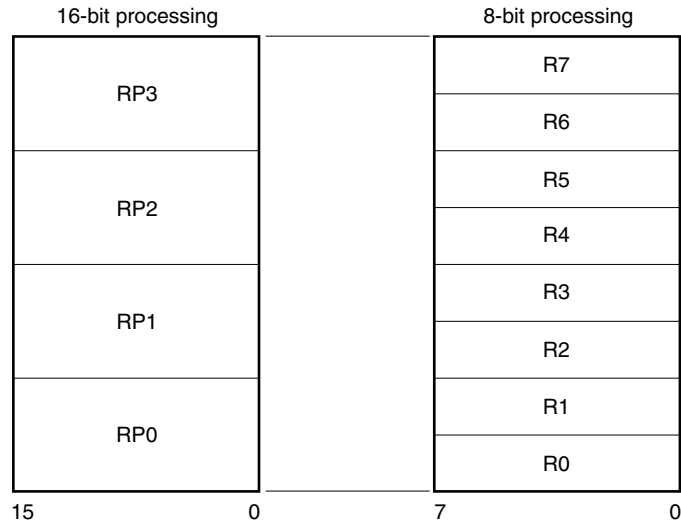 16-bit processing
8-bit processing
RP3
RP2
RP1
RP0
R7
R6
R5
R4
R3
R2
R1
R0
15 0
7 0